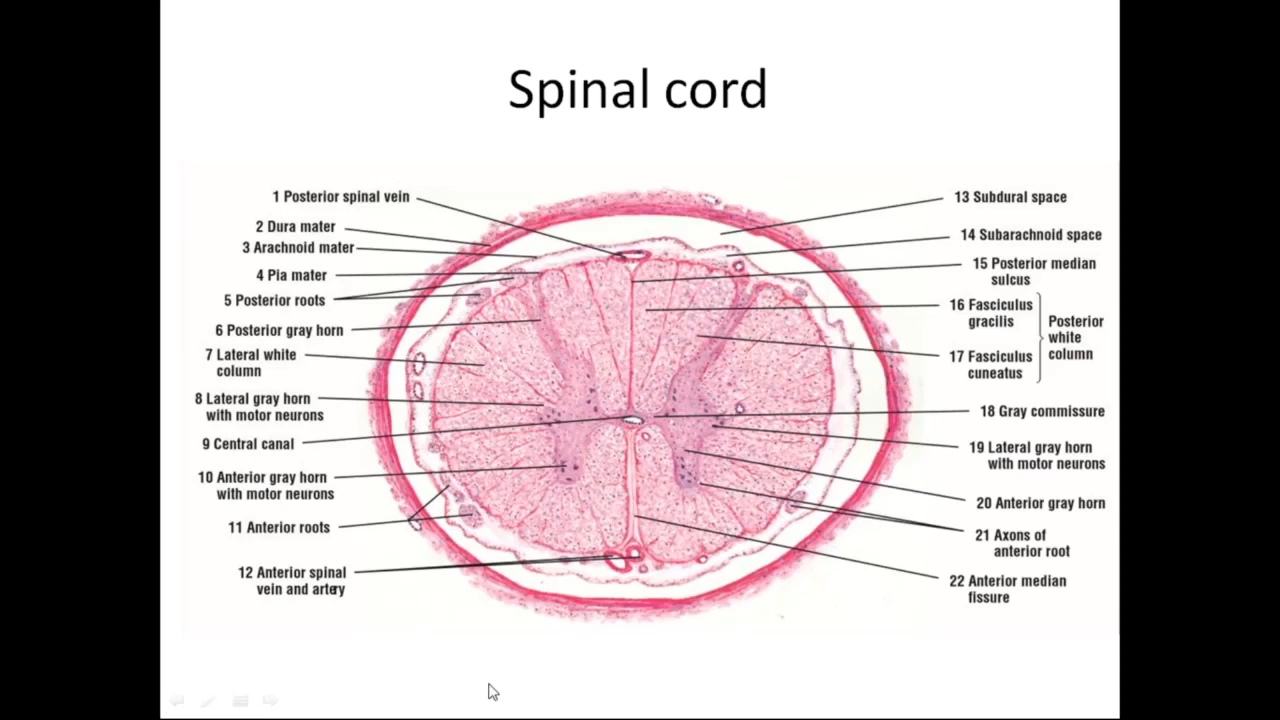 Spinal cord
1 Posterior spinal vein
2 Dura mater
3 Arachnoid mater
4 Pia mater
5 Posterior roots
6 Posterior gray horn
7 Lateral white
column
8 Lateral gray horn
with motor neurons
9 Central canal
10 Anterior gray horn
with motor neurons
11 Anterior roots
12 Anterior spinal
vein and artery
13 Subdural space
14 Subarachnoid space
15 Posterior median
sulcus
16 Fasciculus
gracilis
17 Fasciculus
cuneatus
Posterior
white
column
18 Gray commissure
19 Lateral gray horn
with motor neurons
20 Anterior gray horn
21 Axons of
anterior root
22 Anterior median
fissure